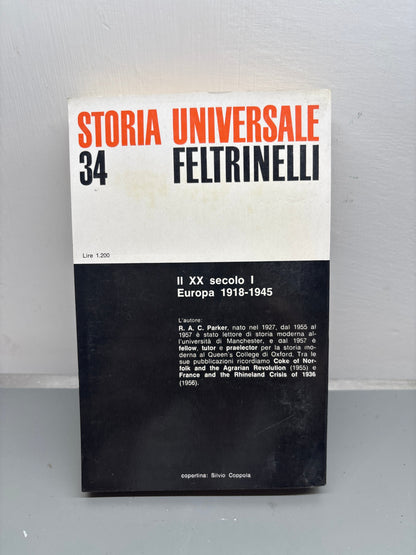 STORIA UNIVERSALE
34 FELTRINELLI
Lire 1.200
Il XX secolo I
Europa 1918-1945
L'autore:
R. A. C. Parker, nato nel 1927, dal 1955 al
1957 è stato lettore di storia moderna al-
l'università di Manchester, e dal 1957 è
fellow, tutor e praelector per la storia mo-
derna al Queen's College di Oxford. Tra le
sue pubblicazioni ricordiamo Coke of Nor-
folk and the Agrarian Revolution (1955) e
France and the Rhineland Crisis of 1936
(1956).
copertina: Silvio Coppola